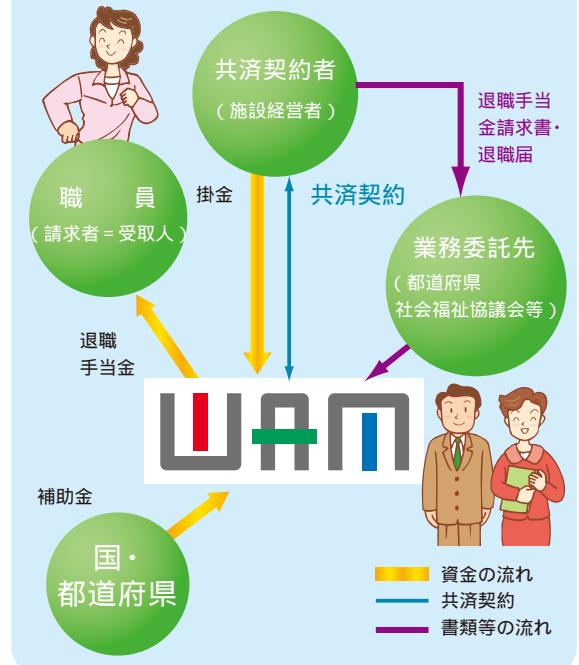 共済契約者
（施設経営者）
退職手当
金請求書・
退職届
職　員
（請求者＝受取人）
掛金
共済契約
業務委託先
（都道府県
社会福祉協議会等）
退職
手当金
WAM
補助金
国・
都道府県
資金の流れ
共済契約
書類等の流れ